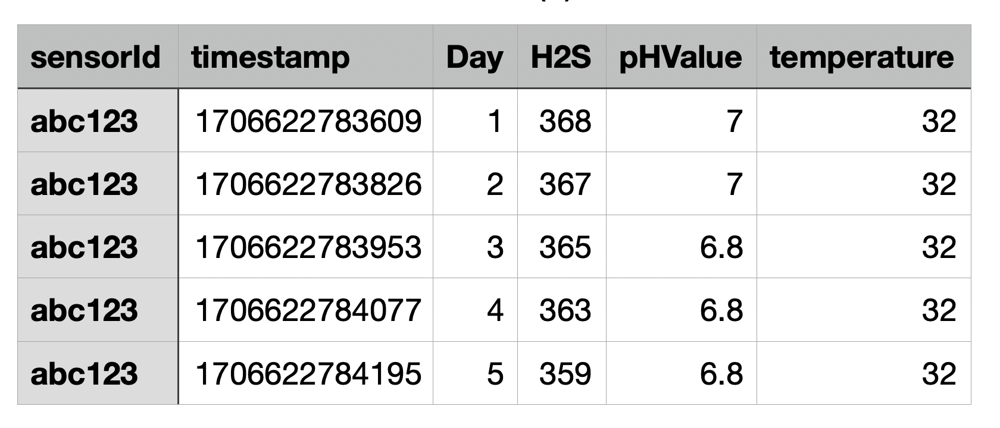 sensorId timestamp Day H2S pHValue temperature
abc123 1706622783609 1 368 7 32
abc123 1706622783826 2 367 7 32
abc123 1706622783953 3 365 6.8 32
abc123 1706622784077 4 363 6.8 32
abc123 1706622784195 5 359 6.8 32